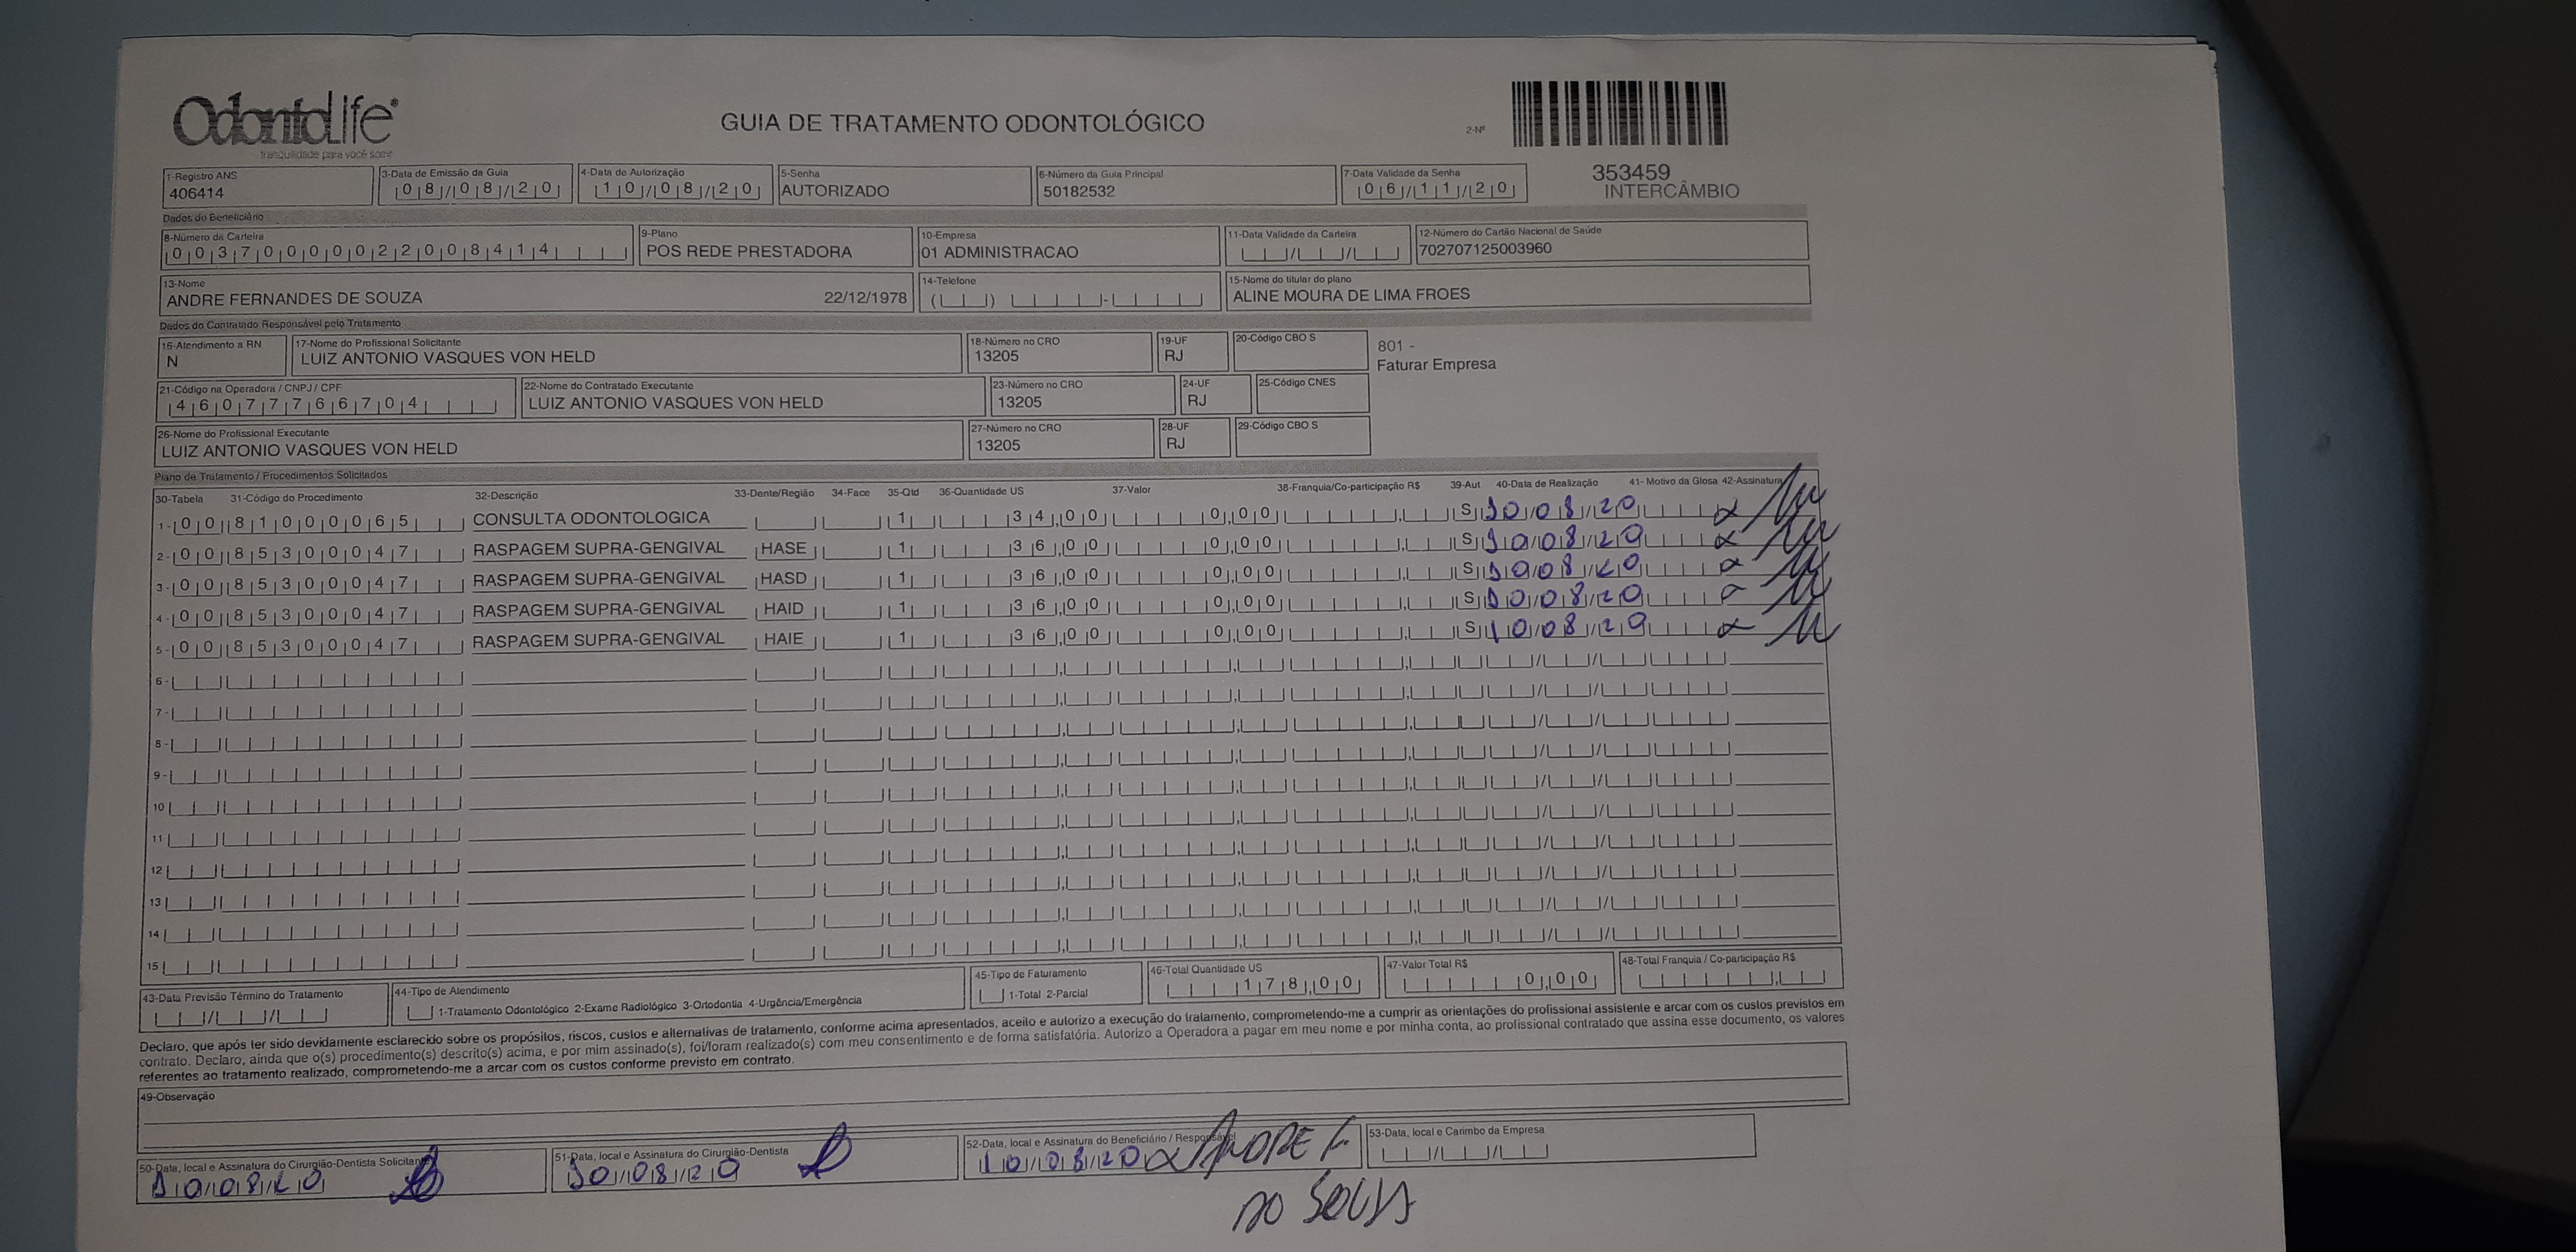 OdontoLife®
tranquilidade para você sorrir
GUIA DE TRATAMENTO ODONTOLÓGICO
2-Nº
353459
INTERCÂMBIO
1-Registro ANS
406414
3-Data de Emissão da Guia
08/08/20
4-Data de Autorização
10/08/20
5-Senha
AUTORIZADO
6-Número da Guia Principal
50182532
7-Data Validade da Senha
06/11/20
Dados do Beneficiário
8-Número da Carteira
00370000022008414
9-Plano
POS REDE PRESTADORA
10-Empresa
01 ADMINISTRACAO
11-Data Validade da Carteira
12-Número do Cartão Nacional de Saúde
702707125003960
13-Nome
ANDRE FERNANDES DE SOUZA 22/12/1978
14-Telefone
15-Nome do titular do plano
ALINE MOURA DE LIMA FROES
Dados do Contratado Responsável pelo Tratamento
16-Atendimento a RN
N
17-Nome do Profissional Solicitante
LUIZ ANTONIO VASQUES VON HELD
18-Número no CRO
13205
19-UF
RJ
20-Código CBO S
801 -
Faturar Empresa
21-Código na Operadora / CNPJ / CPF
46077766704
22-Nome do Contratado Executante
LUIZ ANTONIO VASQUES VON HELD
23-Número no CRO
13205
24-UF
RJ
25-Código CNES
26-Nome do Profissional Executante
LUIZ ANTONIO VASQUES VON HELD
27-Número no CRO
13205
28-UF
RJ
29-Código CBO S
Plano de Tratamento / Procedimentos Solicitados
30-Tabela 31-Código do Procedimento 32-Descrição 33-Dente/Região 34-Face 35-Qtd 36-Quantidade US 37-Valor 38-Franquia/Co-participação R$ 39-Aut 40-Data de Realização 41- Motivo da Glosa 42-Assinatura
1- 00 81000065 CONSULTA ODONTOLOGICA 1 34,00 0,00 S 10/08/20
2- 00 85300047 RASPAGEM SUPRA-GENGIVAL HASE 1 36,00 0,00 S 10/08/20
3- 00 85300047 RASPAGEM SUPRA-GENGIVAL HASD 1 36,00 0,00 S 10/08/20
4- 00 85300047 RASPAGEM SUPRA-GENGIVAL HAID 1 36,00 0,00 S 10/08/20
5- 00 85300047 RASPAGEM SUPRA-GENGIVAL HAIE 1 36,00 0,00 S 10/08/20
6-
7-
8-
9-
10
11
12
13
14
15
43-Data Previsão Término do Tratamento
44-Tipo de Atendimento
1-Tratamento Odontológico 2-Exame Radiológico 3-Ortodontia 4-Urgência/Emergência
45-Tipo de Faturamento
1-Total 2-Parcial
46-Total Quantidade US
178,00
47-Valor Total R$
0,00
48-Total Franquia / Co-participação R$
Declaro, que após ter sido devidamente esclarecido sobre os propósitos, riscos, custos e alternativas de tratamento, conforme acima apresentados, aceito e autorizo a execução do tratamento, comprometendo-me a cumprir as orientações do profissional assistente e arcar com os custos previstos em
contrato. Declaro, ainda que o(s) procedimento(s) descrito(s) acima, e por mim assinado(s), foi/foram realizado(s) com meu consentimento e de forma satisfatória. Autorizo a Operadora a pagar em meu nome e por minha conta, ao profissional contratado que assina esse documento, os valores
referentes ao tratamento realizado, comprometendo-me a arcar com os custos conforme previsto em contrato.
49-Observação
50-Data, local e Assinatura do Cirurgião-Dentista Solicitante
10/08/20
51-Data, local e Assinatura do Cirurgião-Dentista
10/08/20
52-Data, local e Assinatura do Beneficiário / Responsável
10/08/20 ANDRE F.
53-Data, local e Carimbo da Empresa